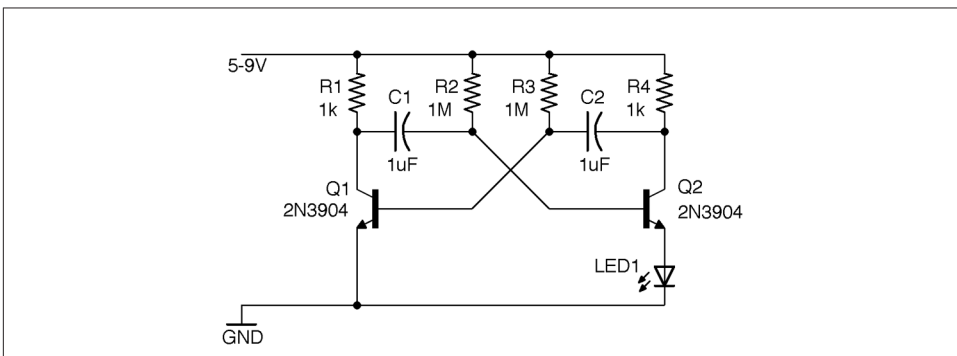 5-9V
R1
1k
C1
1uF
R2
1M
R3
1M
C2
1uF
R4
1k
Q1
2N3904
Q2
2N3904
LED1
GND